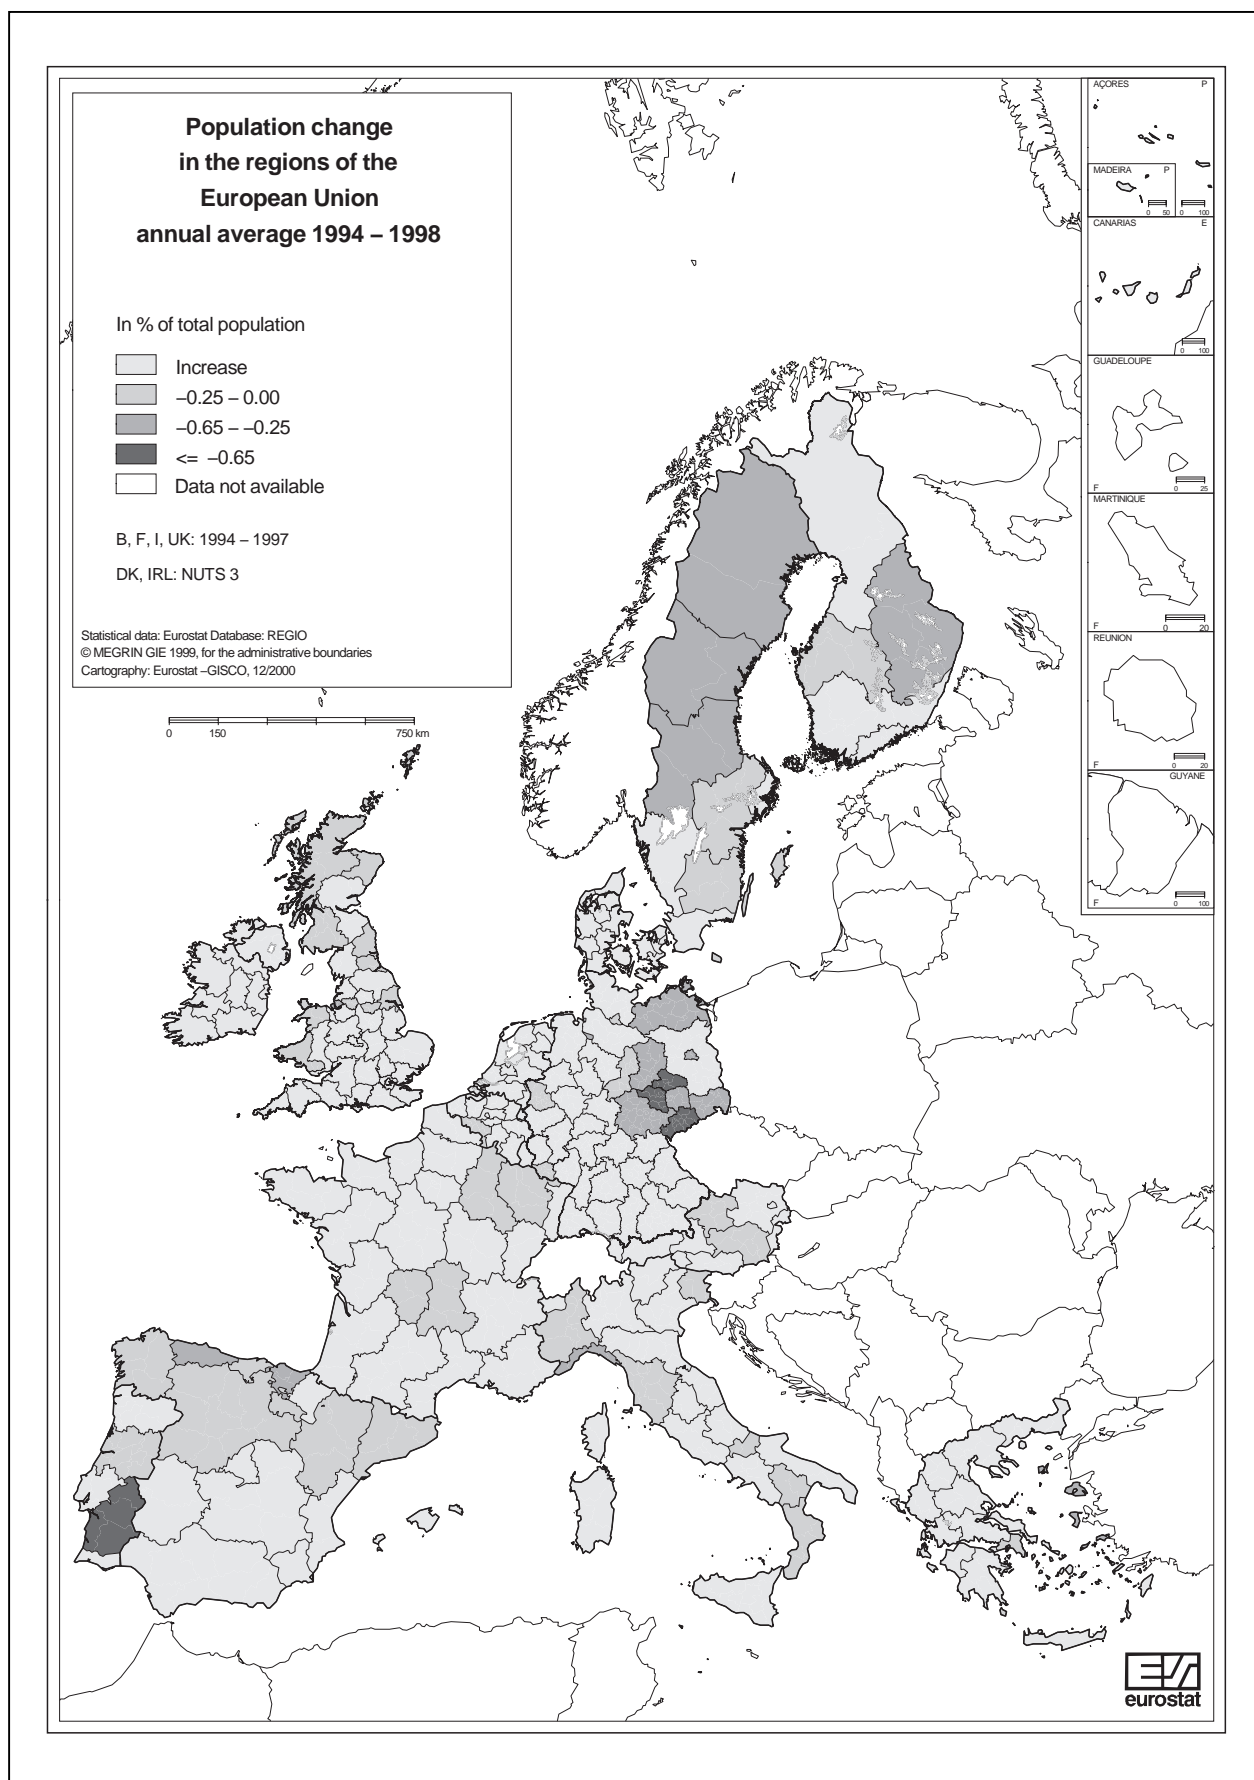 Population change
in the regions of the
European Union
annual average 1994 – 1998
In % of total population
Increase
–0.25 – 0.00
–0.65 – –0.25
<= –0.65
Data not available
B, F, I, UK: 1994 – 1997
DK, IRL: NUTS 3
Statistical data: Eurostat Database: REGIO
© MEGRIN GIE 1999, for the administrative boundaries
Cartography: Eurostat –GISCO, 12/2000
0 150 750 km
AÇORES P
MADEIRA P
0 50 0 100
CANARIAS E
0 100
GUADELOUPE
F 0 25
MARTINIQUE
F 0 20
REUNION
F 0 20
GUYANE
F 0 100
eurostat